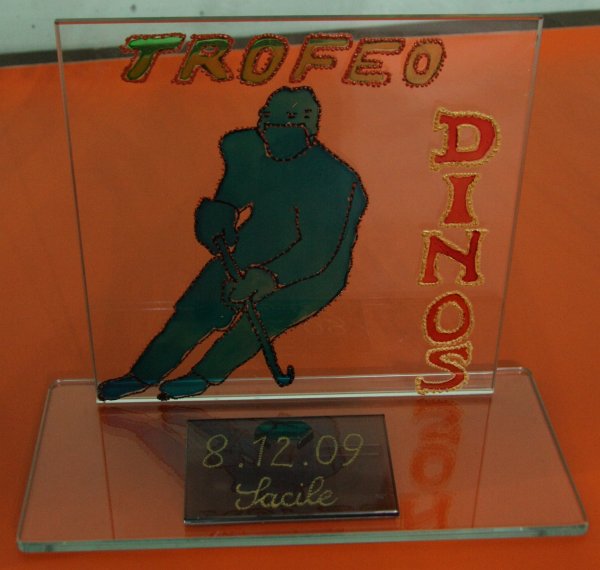 TROFEO
DINOS
8.12.09
Sacile